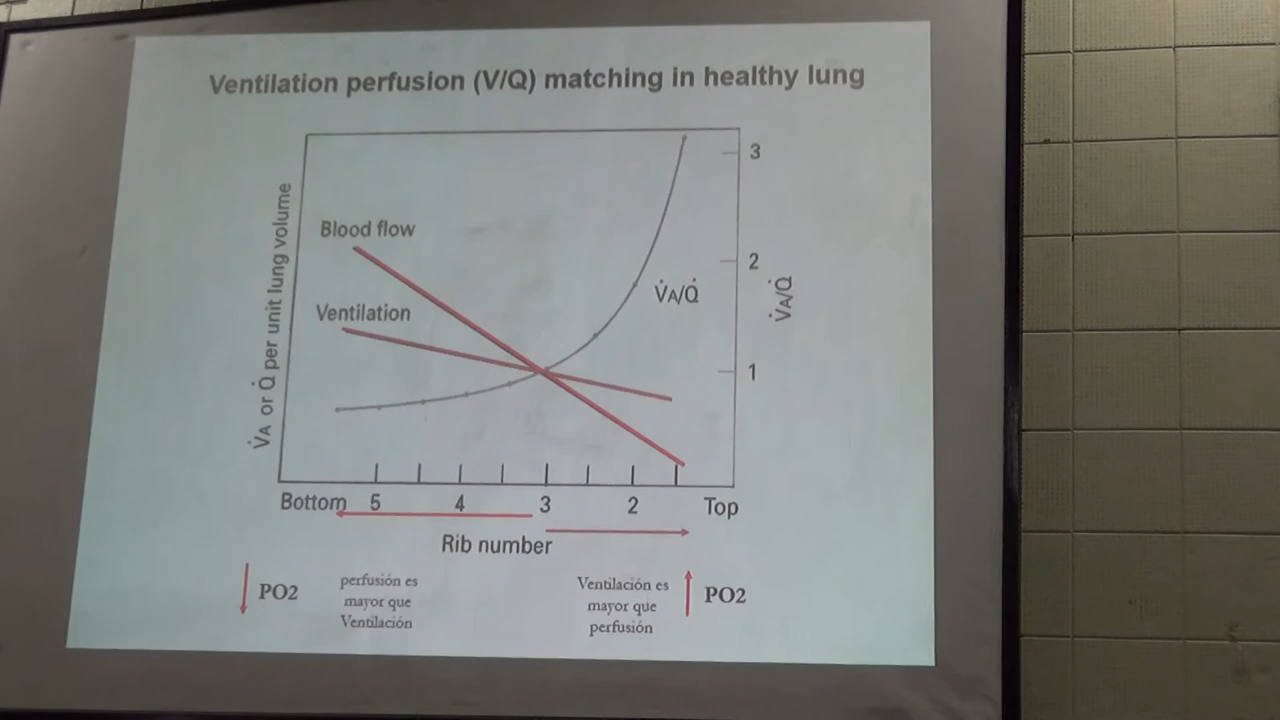 Ventilation perfusion (V/Q) matching in healthy lung
V̇A or Q̇ per unit lung volume
Blood flow
Ventilation
V̇A/Q̇
3
2
1
V̇A/Q̇
Bottom 5 4 3 2 Top
Rib number
PO2
perfusión es
mayor que
Ventilación
Ventilación es
mayor que
perfusión
PO2